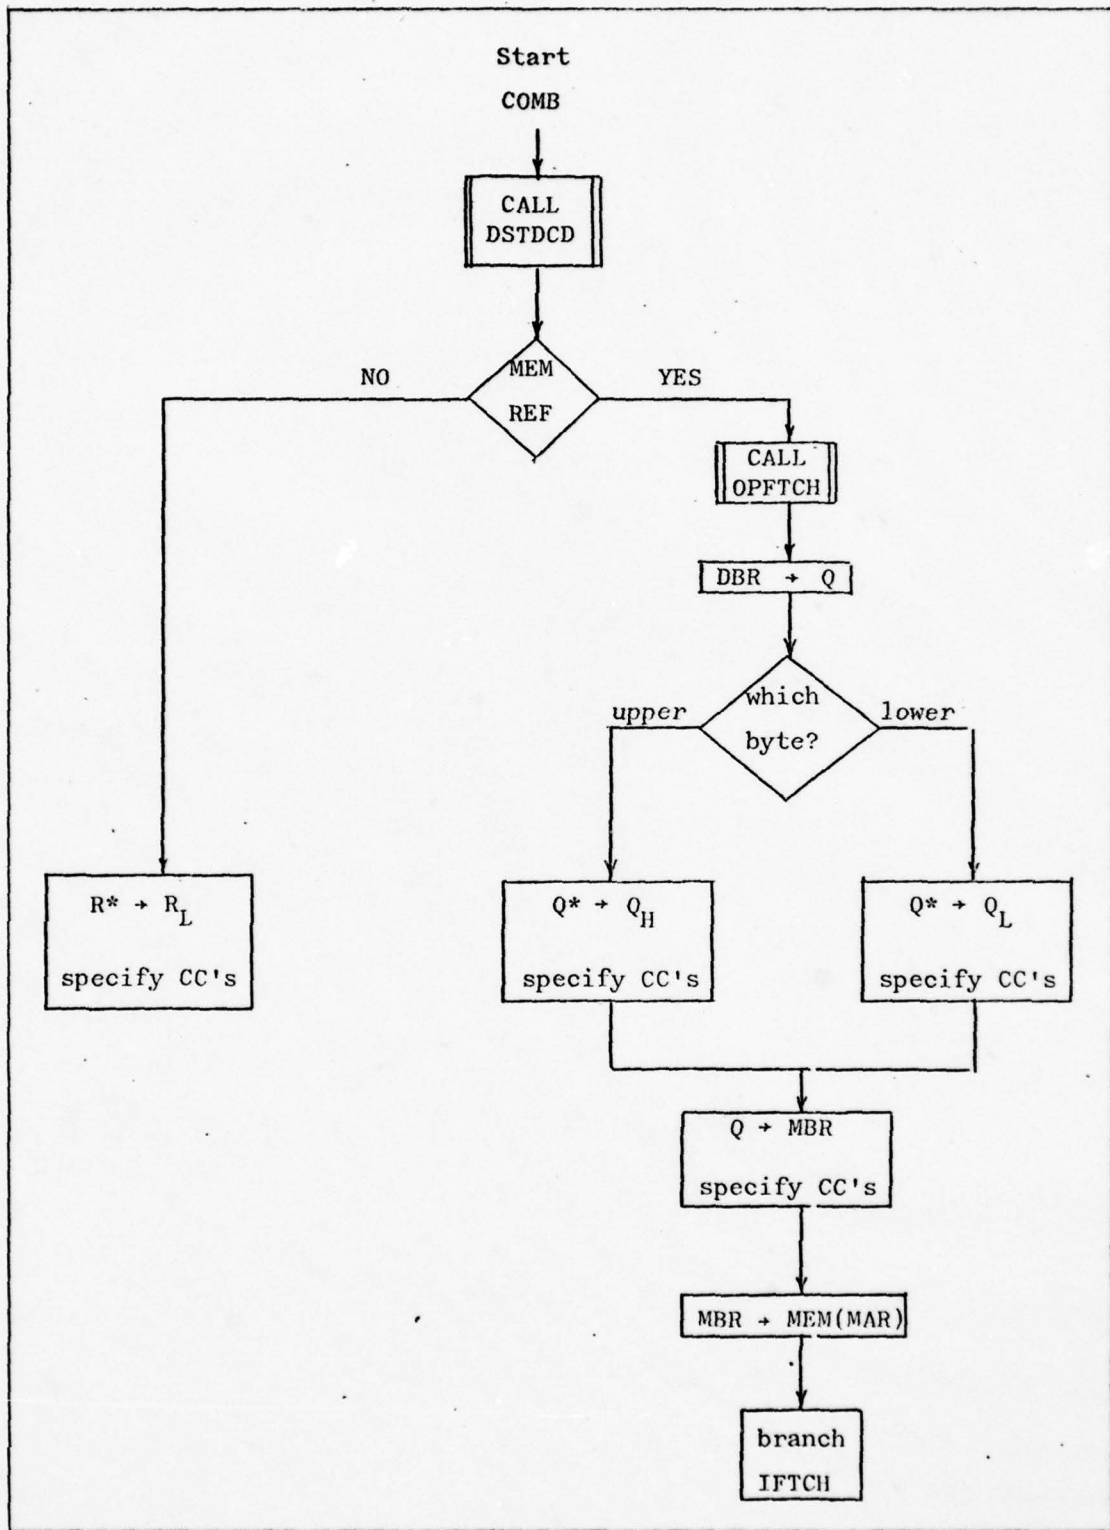 Start
COMB
CALL
DSTDCD
MEM
REF
NO
YES
CALL
OPFTCH
DBR → Q
which
byte?
upper
lower
R* → R_L
specify CC's
Q* → Q_H
specify CC's
Q* → Q_L
specify CC's
Q → MBR
specify CC's
MBR → MEM(MAR)
branch
IFTCH